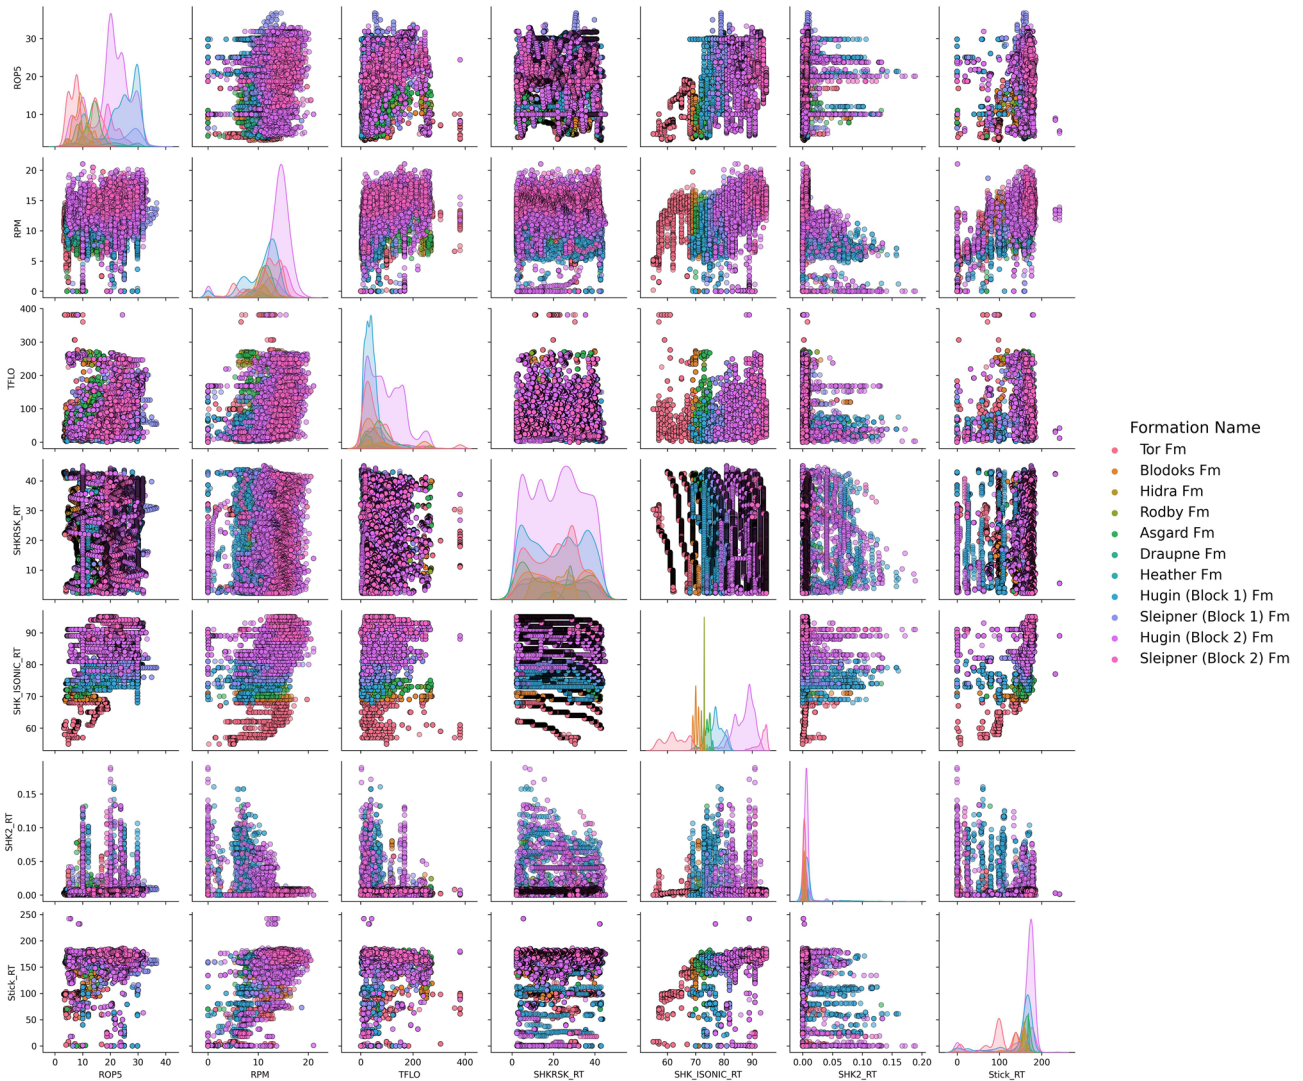 30
20
10
ROP5
20
15
10
5
0
RPM
400
300
200
100
0
TFLO
40
30
20
10
SHKRSK_RT
90
80
70
60
SHK_ISONIC_RT
Formation Name
Tor Fm
Blodoks Fm
Hidra Fm
Rodby Fm
Asgard Fm
Draupne Fm
Heather Fm
Hugin (Block 1) Fm
Sleipner (Block 1) Fm
Hugin (Block 2) Fm
Sleipner (Block 2) Fm
0.15
0.10
0.05
0.00
SHK2_RT
250
200
150
100
50
0
Stick_RT
0 10 20 30 40
0 10 20
0 200 400
0 20 40
60 70 80 90
0.00 0.05 0.10 0.15 0.20
0 200
ROP5 RPM TFLO SHKRSK_RT SHK_ISONIC_RT SHK2_RT Stick_RT